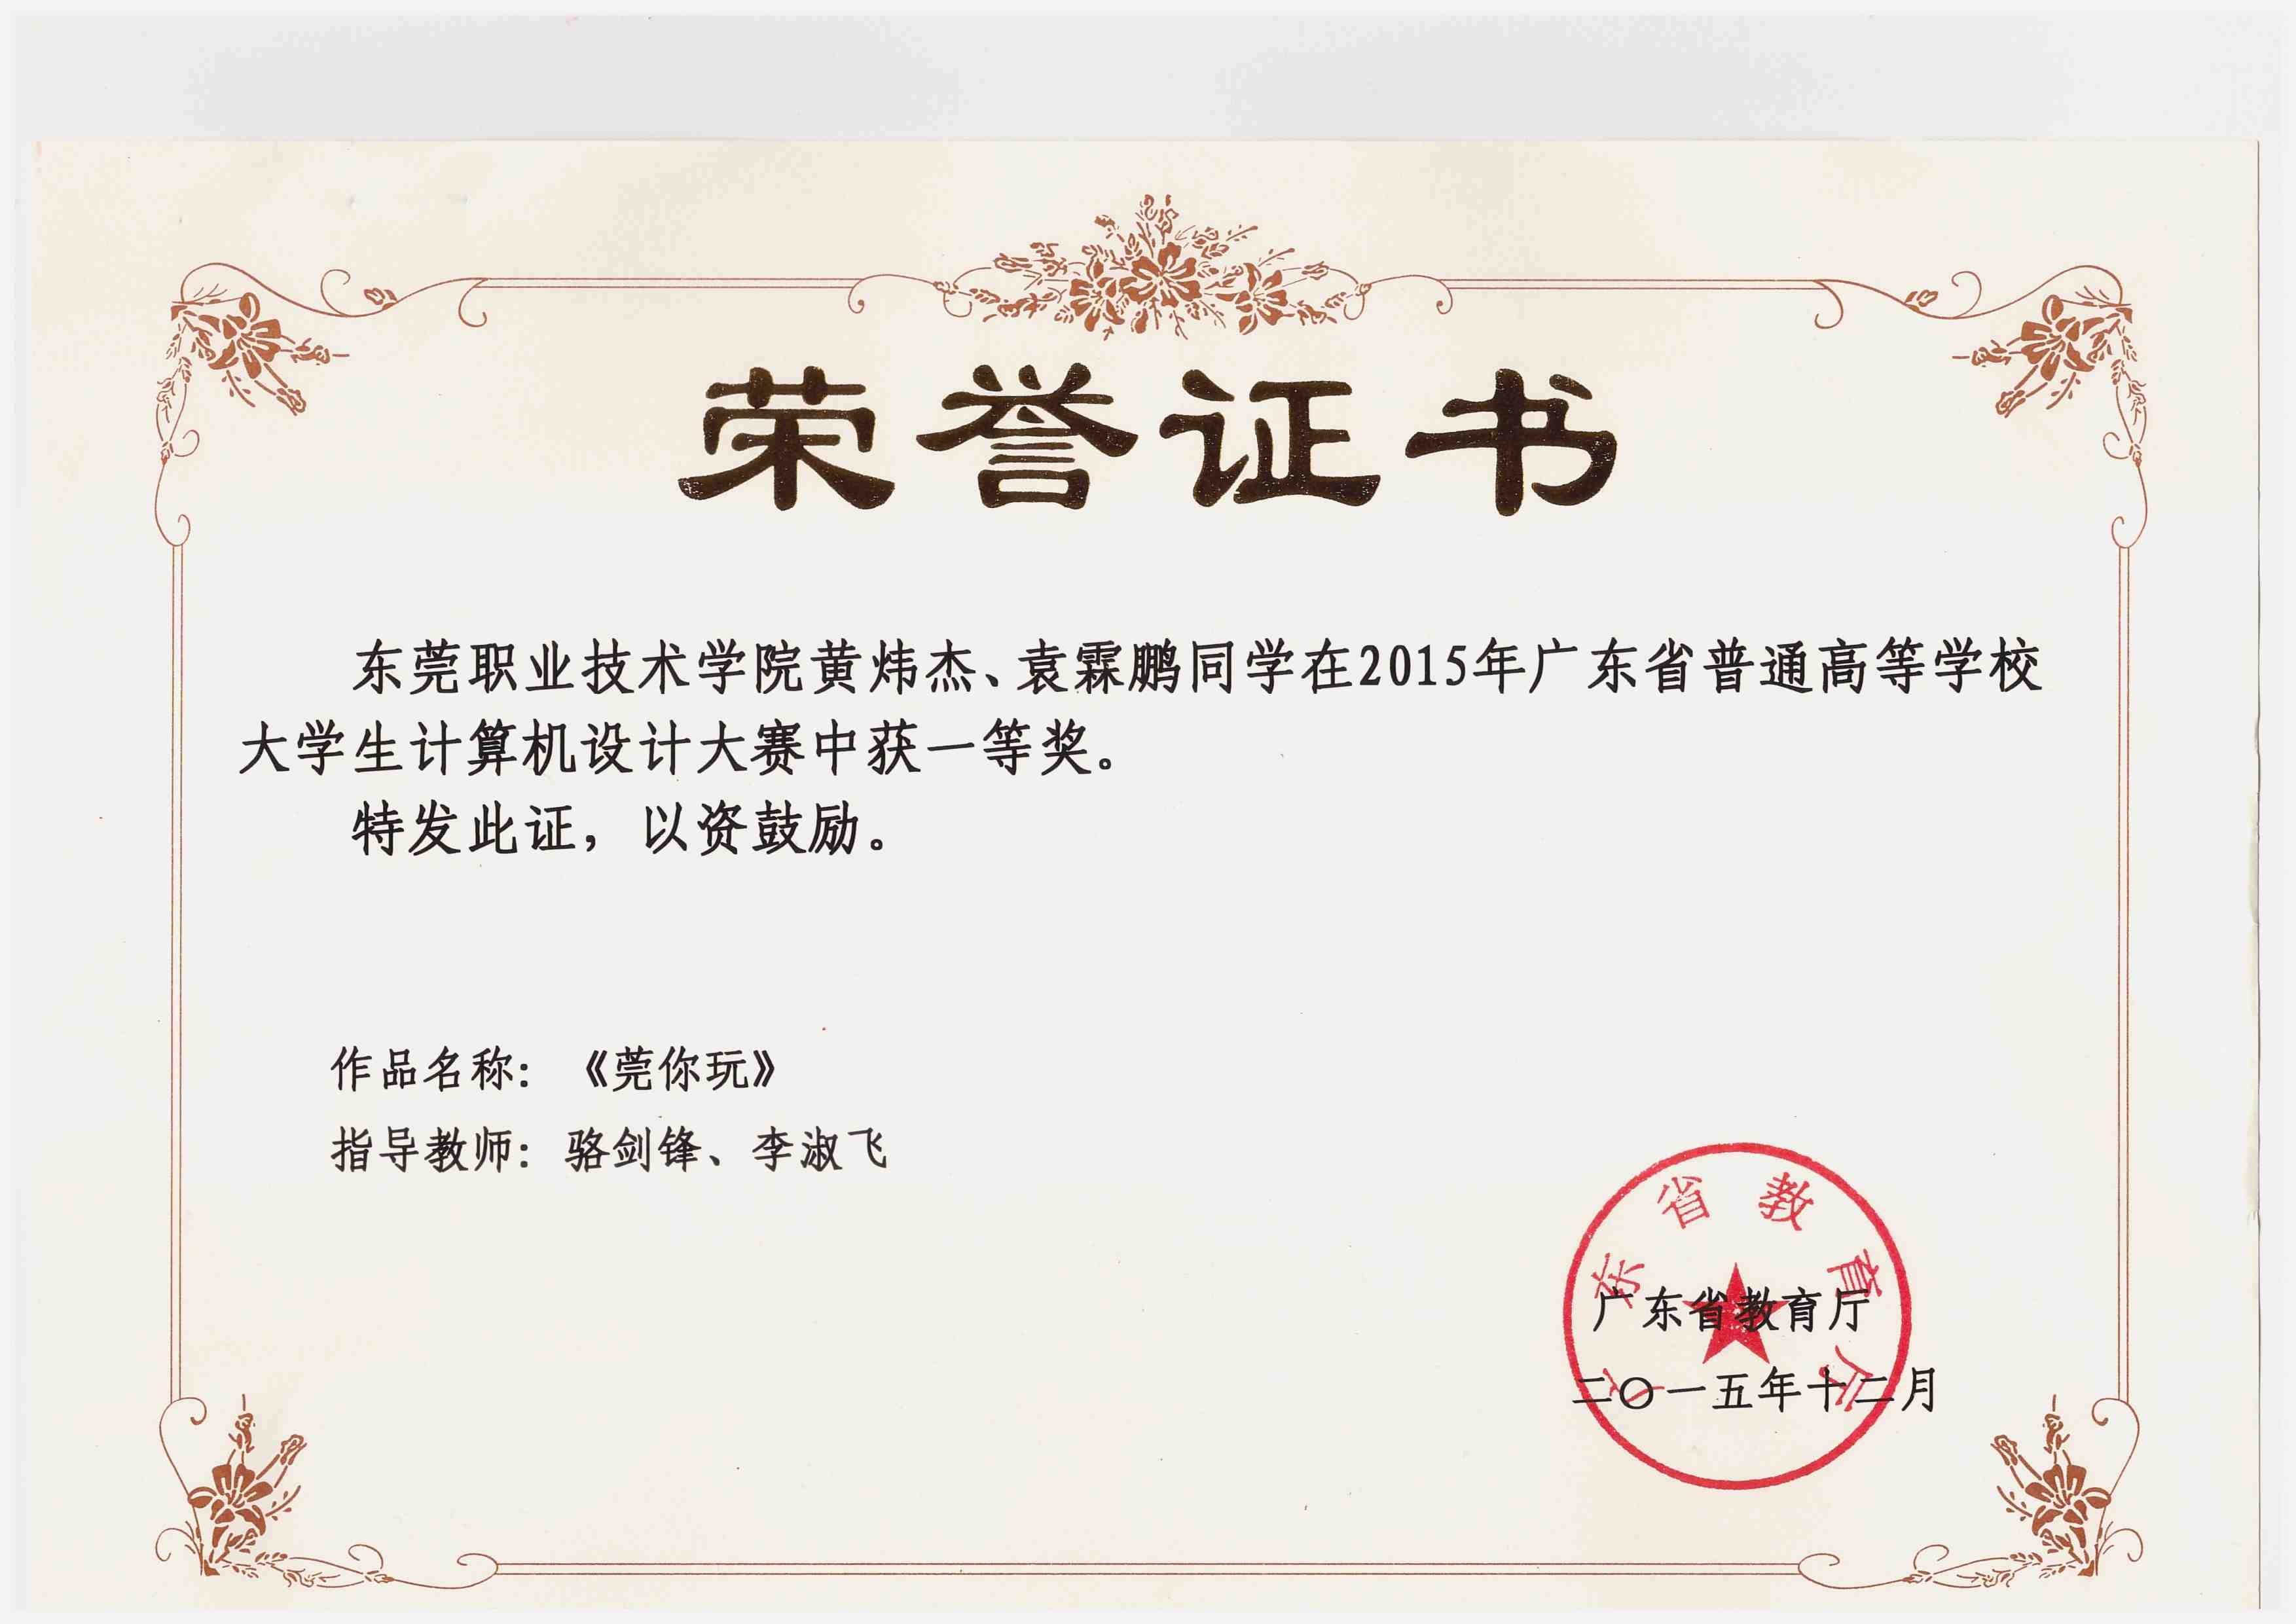 荣誉证书
东莞职业技术学院黄炜杰、袁霖鹏同学在2015年广东省普通高等学校
大学生计算机设计大赛中获一等奖。
特发此证，以资鼓励。
作品名称：《莞你玩》
指导教师：骆剑锋、李淑飞
广东省教育厅
广东省教育厅
二〇一五年十二月